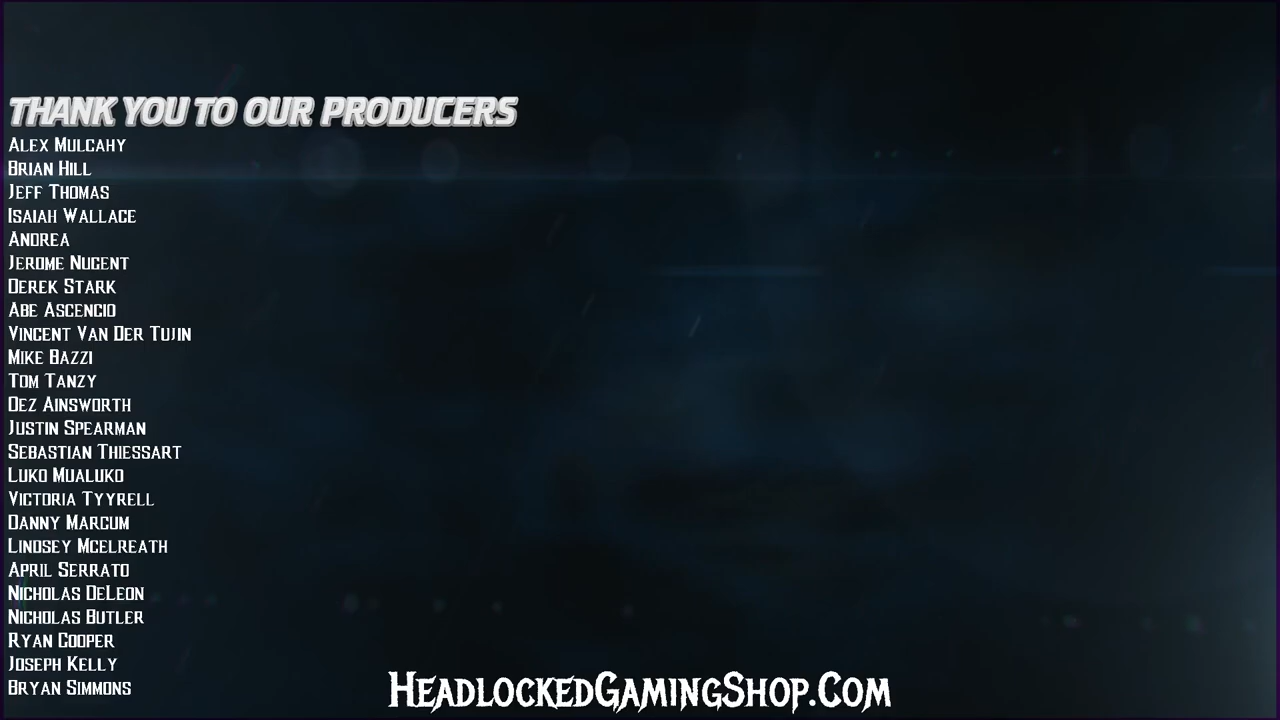 THANK YOU TO OUR PRODUCERS
ALEX MULCAHY
BRIAN HILL
JEFF THOMAS
ISAIAH WALLACE
ANDREA
JEROME NUGENT
DEREK STARK
ABE ASCENCIO
VINCENT VAN DER TUJIN
MIKE BAZZI
TOM TANZY
DEZ AINSWORTH
JUSTIN SPEARMAN
SEBASTIAN THIESSART
LUKO MUALUKO
VICTORIA TYYRELL
DANNY MARCUM
LINDSEY MCELREATH
APRIL SERRATO
NICHOLAS DELEON
NICHOLAS BUTLER
RYAN COOPER
JOSEPH KELLY
BRYAN SIMMONS
HEADLOCKEDGAMINGSHOP.COM